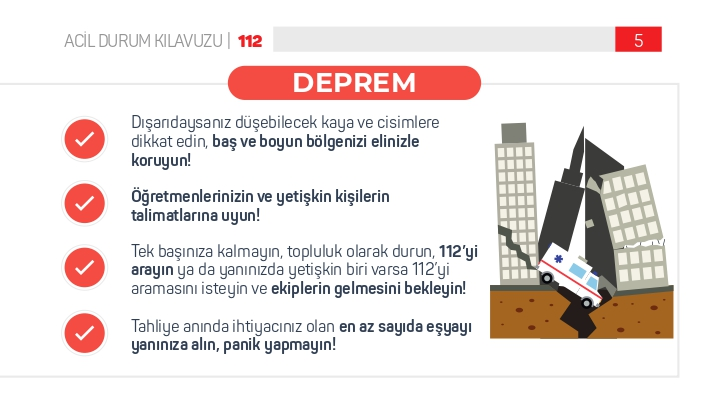 ACİL DURUM KILAVUZU | 112
5
DEPREM
Dışarıdaysanız düşebilecek kaya ve cisimlere
dikkat edin, baş ve boyun bölgenizi elinizle
koruyun!
Öğretmenlerinizin ve yetişkin kişilerin
talimatlarına uyun!
Tek başınıza kalmayın, topluluk olarak durun, 112'yi
arayın ya da yanınızda yetişkin biri varsa 112'yi
aramasını isteyin ve ekiplerin gelmesini bekleyin!
Tahliye anında ihtiyacınız olan en az sayıda eşyayı
yanınıza alın, panik yapmayın!